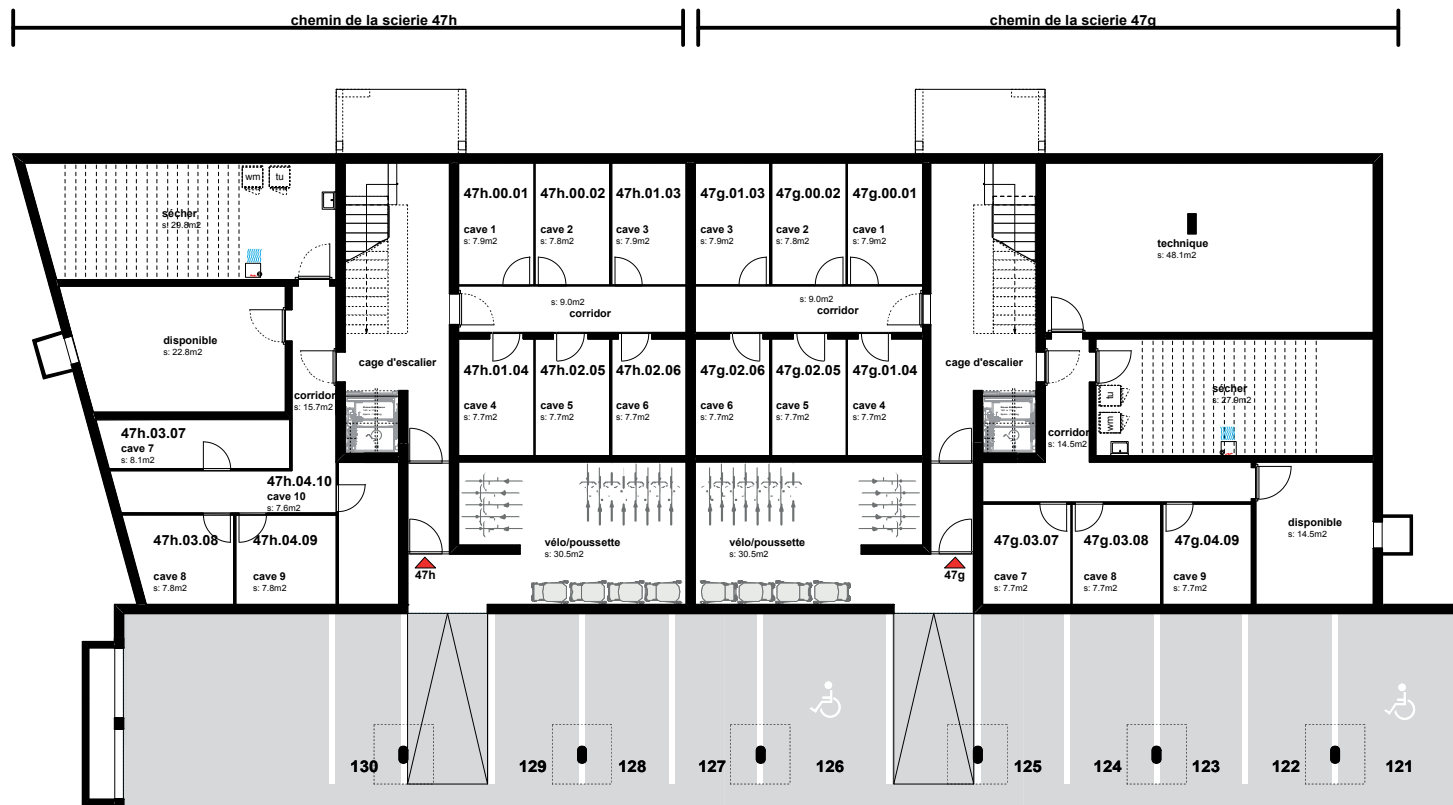 chemin de la scierie 47h
chemin de la scierie 47g
wm
tu
sécher
s: 29.8m2
47h.00.01
cave 1
s: 7.9m2
47h.00.02
cave 2
s: 7.8m2
47h.01.03
cave 3
s: 7.9m2
47g.01.03
cave 3
s: 7.9m2
47g.00.02
cave 2
s: 7.8m2
47g.00.01
cave 1
s: 7.9m2
technique
s: 48.1m2
s: 9.0m2
corridor
s: 9.0m2
corridor
disponible
s: 22.8m2
cage d'escalier
cage d'escalier
47h.01.04
cave 4
s: 7.7m2
47h.02.05
cave 5
s: 7.7m2
47h.02.06
cave 6
s: 7.7m2
47g.02.06
cave 6
s: 7.7m2
47g.02.05
cave 5
s: 7.7m2
47g.01.04
cave 4
s: 7.7m2
corridor
s: 15.7m2
sécher
s: 27.9m2
tu
wm
corridor
s: 14.5m2
47h.03.07
cave 7
s: 8.1m2
47h.04.10
cave 10
s: 7.6m2
47h.03.08
cave 8
s: 7.8m2
47h.04.09
cave 9
s: 7.8m2
vélo/poussette
s: 30.5m2
vélo/poussette
s: 30.5m2
47h
47g
47g.03.07
cave 7
s: 7.7m2
47g.03.08
cave 8
s: 7.7m2
47g.04.09
cave 9
s: 7.7m2
disponible
s: 14.5m2
130
129
128
127
126
125
124
123
122
121